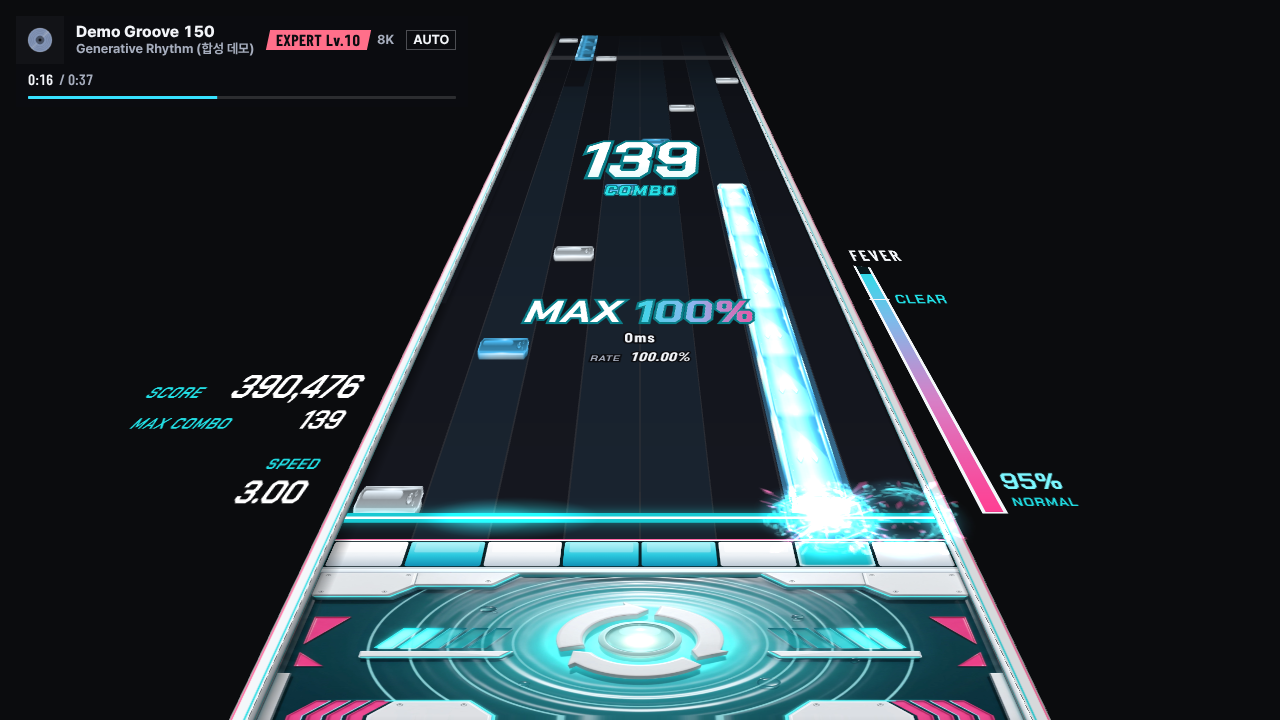 Demo Groove 150
Generative Rhythm (합성 데모)
EXPERT Lv.10 8K AUTO
0:16 / 0:37
139
COMBO
FEVER
CLEAR
MAX 100%
0ms
RATE 100.00%
SCORE 390,476
MAX COMBO 139
SPEED
3.00
95%
NORMAL